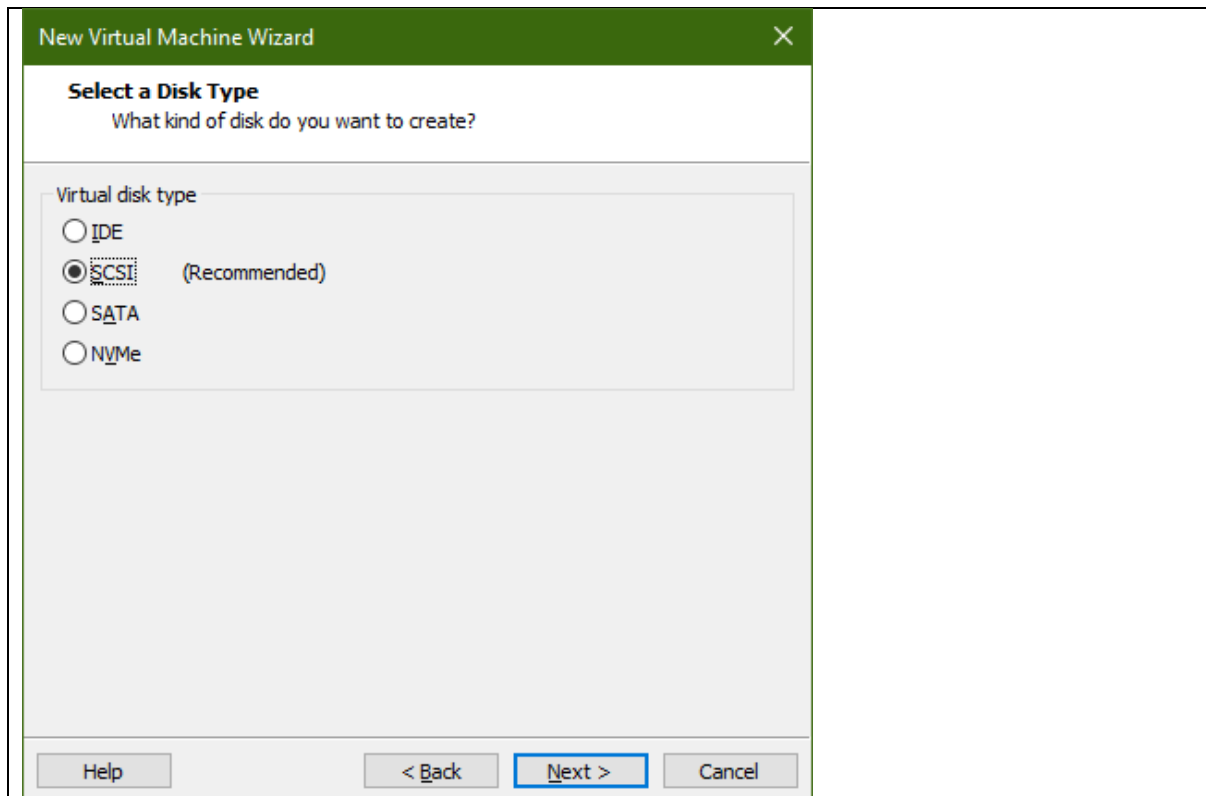 New Virtual Machine Wizard
Select a Disk Type
What kind of disk do you want to create?
Virtual disk type
IDE
SCSI (Recommended)
SATA
NVMe
Help < Back Next > Cancel